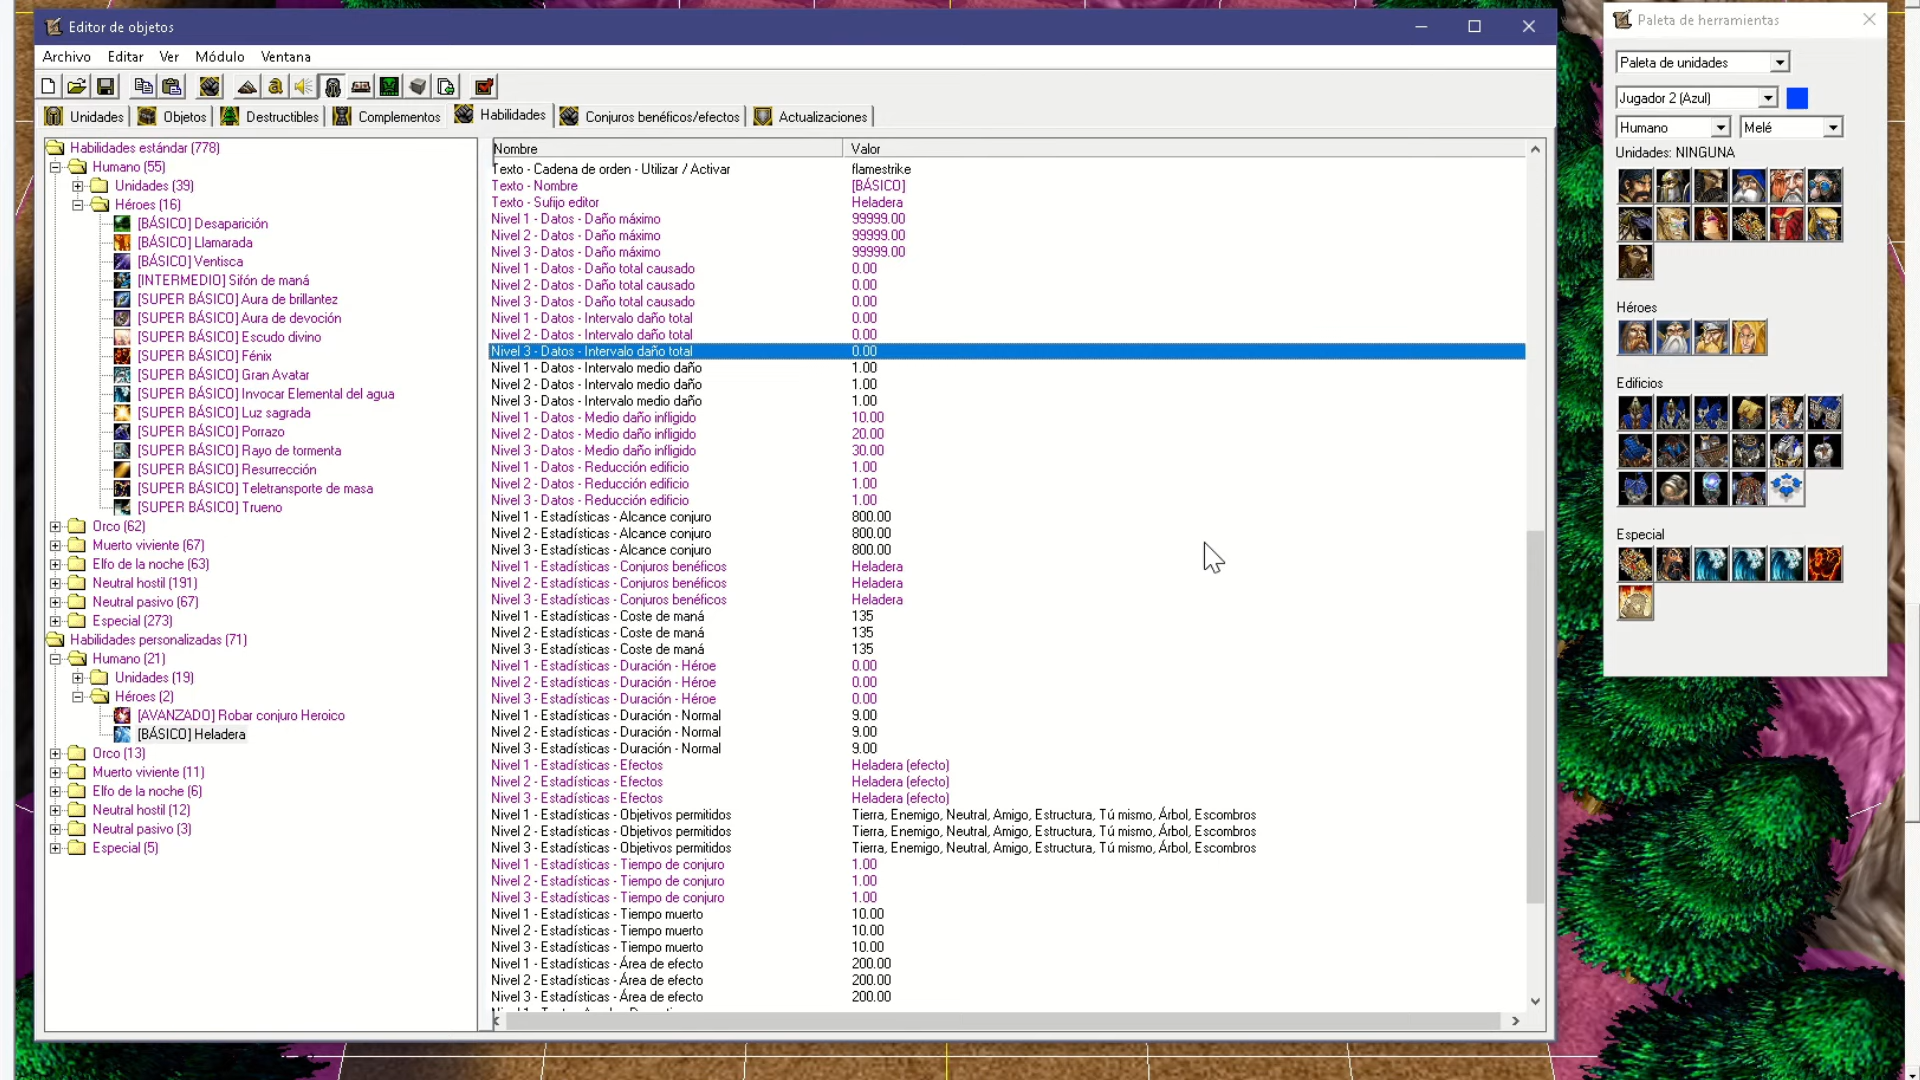 Editor de objetos
Archivo Editar Ver Módulo Ventana
Unidades Objetos Destructibles Complementos Habilidades Conjuros benéficos/efectos Actualizaciones
Habilidades estándar (778)
Humano (55)
Unidades (39)
Héroes (16)
[BÁSICO] Desaparición
[BÁSICO] Llamarada
[BÁSICO] Ventisca
[INTERMEDIO] Sifón de maná
[SUPER BÁSICO] Aura de brillantez
[SUPER BÁSICO] Aura de devoción
[SUPER BÁSICO] Escudo divino
[SUPER BÁSICO] Fénix
[SUPER BÁSICO] Gran Avatar
[SUPER BÁSICO] Invocar Elemental del agua
[SUPER BÁSICO] Luz sagrada
[SUPER BÁSICO] Porrazo
[SUPER BÁSICO] Rayo de tormenta
[SUPER BÁSICO] Resurrección
[SUPER BÁSICO] Teletransporte de masa
[SUPER BÁSICO] Trueno
Orco (62)
Muerto viviente (67)
Elfo de la noche (63)
Neutral hostil (191)
Neutral pasivo (67)
Especial (273)
Habilidades personalizadas (71)
Humano (21)
Unidades (19)
Héroes (2)
[AVANZADO] Robar conjuro Heroico
[BÁSICO] Heladera
Orco (13)
Muerto viviente (11)
Elfo de la noche (6)
Neutral hostil (12)
Neutral pasivo (3)
Especial (5)
Nombre Valor
Texto - Cadena de orden - Utilizar / Activar flamestrike
Texto - Nombre [BÁSICO]
Texto - Sufijo editor Heladera
Nivel 1 - Datos - Daño máximo 99999.00
Nivel 2 - Datos - Daño máximo 99999.00
Nivel 3 - Datos - Daño máximo 99999.00
Nivel 1 - Datos - Daño total causado 0.00
Nivel 2 - Datos - Daño total causado 0.00
Nivel 3 - Datos - Daño total causado 0.00
Nivel 1 - Datos - Intervalo daño total 0.00
Nivel 2 - Datos - Intervalo daño total 0.00
Nivel 3 - Datos - Intervalo daño total 0.00
Nivel 1 - Datos - Intervalo medio daño 1.00
Nivel 2 - Datos - Intervalo medio daño 1.00
Nivel 3 - Datos - Intervalo medio daño 1.00
Nivel 1 - Datos - Medio daño infligido 10.00
Nivel 2 - Datos - Medio daño infligido 20.00
Nivel 3 - Datos - Medio daño infligido 30.00
Nivel 1 - Datos - Reducción edificio 1.00
Nivel 2 - Datos - Reducción edificio 1.00
Nivel 3 - Datos - Reducción edificio 1.00
Nivel 1 - Estadísticas - Alcance conjuro 800.00
Nivel 2 - Estadísticas - Alcance conjuro 800.00
Nivel 3 - Estadísticas - Alcance conjuro 800.00
Nivel 1 - Estadísticas - Conjuros benéficos Heladera
Nivel 2 - Estadísticas - Conjuros benéficos Heladera
Nivel 3 - Estadísticas - Conjuros benéficos Heladera
Nivel 1 - Estadísticas - Coste de maná 135
Nivel 2 - Estadísticas - Coste de maná 135
Nivel 3 - Estadísticas - Coste de maná 135
Nivel 1 - Estadísticas - Duración - Héroe 0.00
Nivel 2 - Estadísticas - Duración - Héroe 0.00
Nivel 3 - Estadísticas - Duración - Héroe 0.00
Nivel 1 - Estadísticas - Duración - Normal 9.00
Nivel 2 - Estadísticas - Duración - Normal 9.00
Nivel 3 - Estadísticas - Duración - Normal 9.00
Nivel 1 - Estadísticas - Efectos Heladera (efecto)
Nivel 2 - Estadísticas - Efectos Heladera (efecto)
Nivel 3 - Estadísticas - Efectos Heladera (efecto)
Nivel 1 - Estadísticas - Objetivos permitidos Tierra, Enemigo, Neutral, Amigo, Estructura, Tú mismo, Árbol, Escombros
Nivel 2 - Estadísticas - Objetivos permitidos Tierra, Enemigo, Neutral, Amigo, Estructura, Tú mismo, Árbol, Escombros
Nivel 3 - Estadísticas - Objetivos permitidos Tierra, Enemigo, Neutral, Amigo, Estructura, Tú mismo, Árbol, Escombros
Nivel 1 - Estadísticas - Tiempo de conjuro 1.00
Nivel 2 - Estadísticas - Tiempo de conjuro 1.00
Nivel 3 - Estadísticas - Tiempo de conjuro 1.00
Nivel 1 - Estadísticas - Tiempo muerto 10.00
Nivel 2 - Estadísticas - Tiempo muerto 10.00
Nivel 3 - Estadísticas - Tiempo muerto 10.00
Nivel 1 - Estadísticas - Área de efecto 200.00
Nivel 2 - Estadísticas - Área de efecto 200.00
Nivel 3 - Estadísticas - Área de efecto 200.00
Paleta de herramientas
Paleta de unidades
Jugador 2 (Azul)
Humano Melé
Unidades: NINGUNA
Héroes
Edificios
Especial